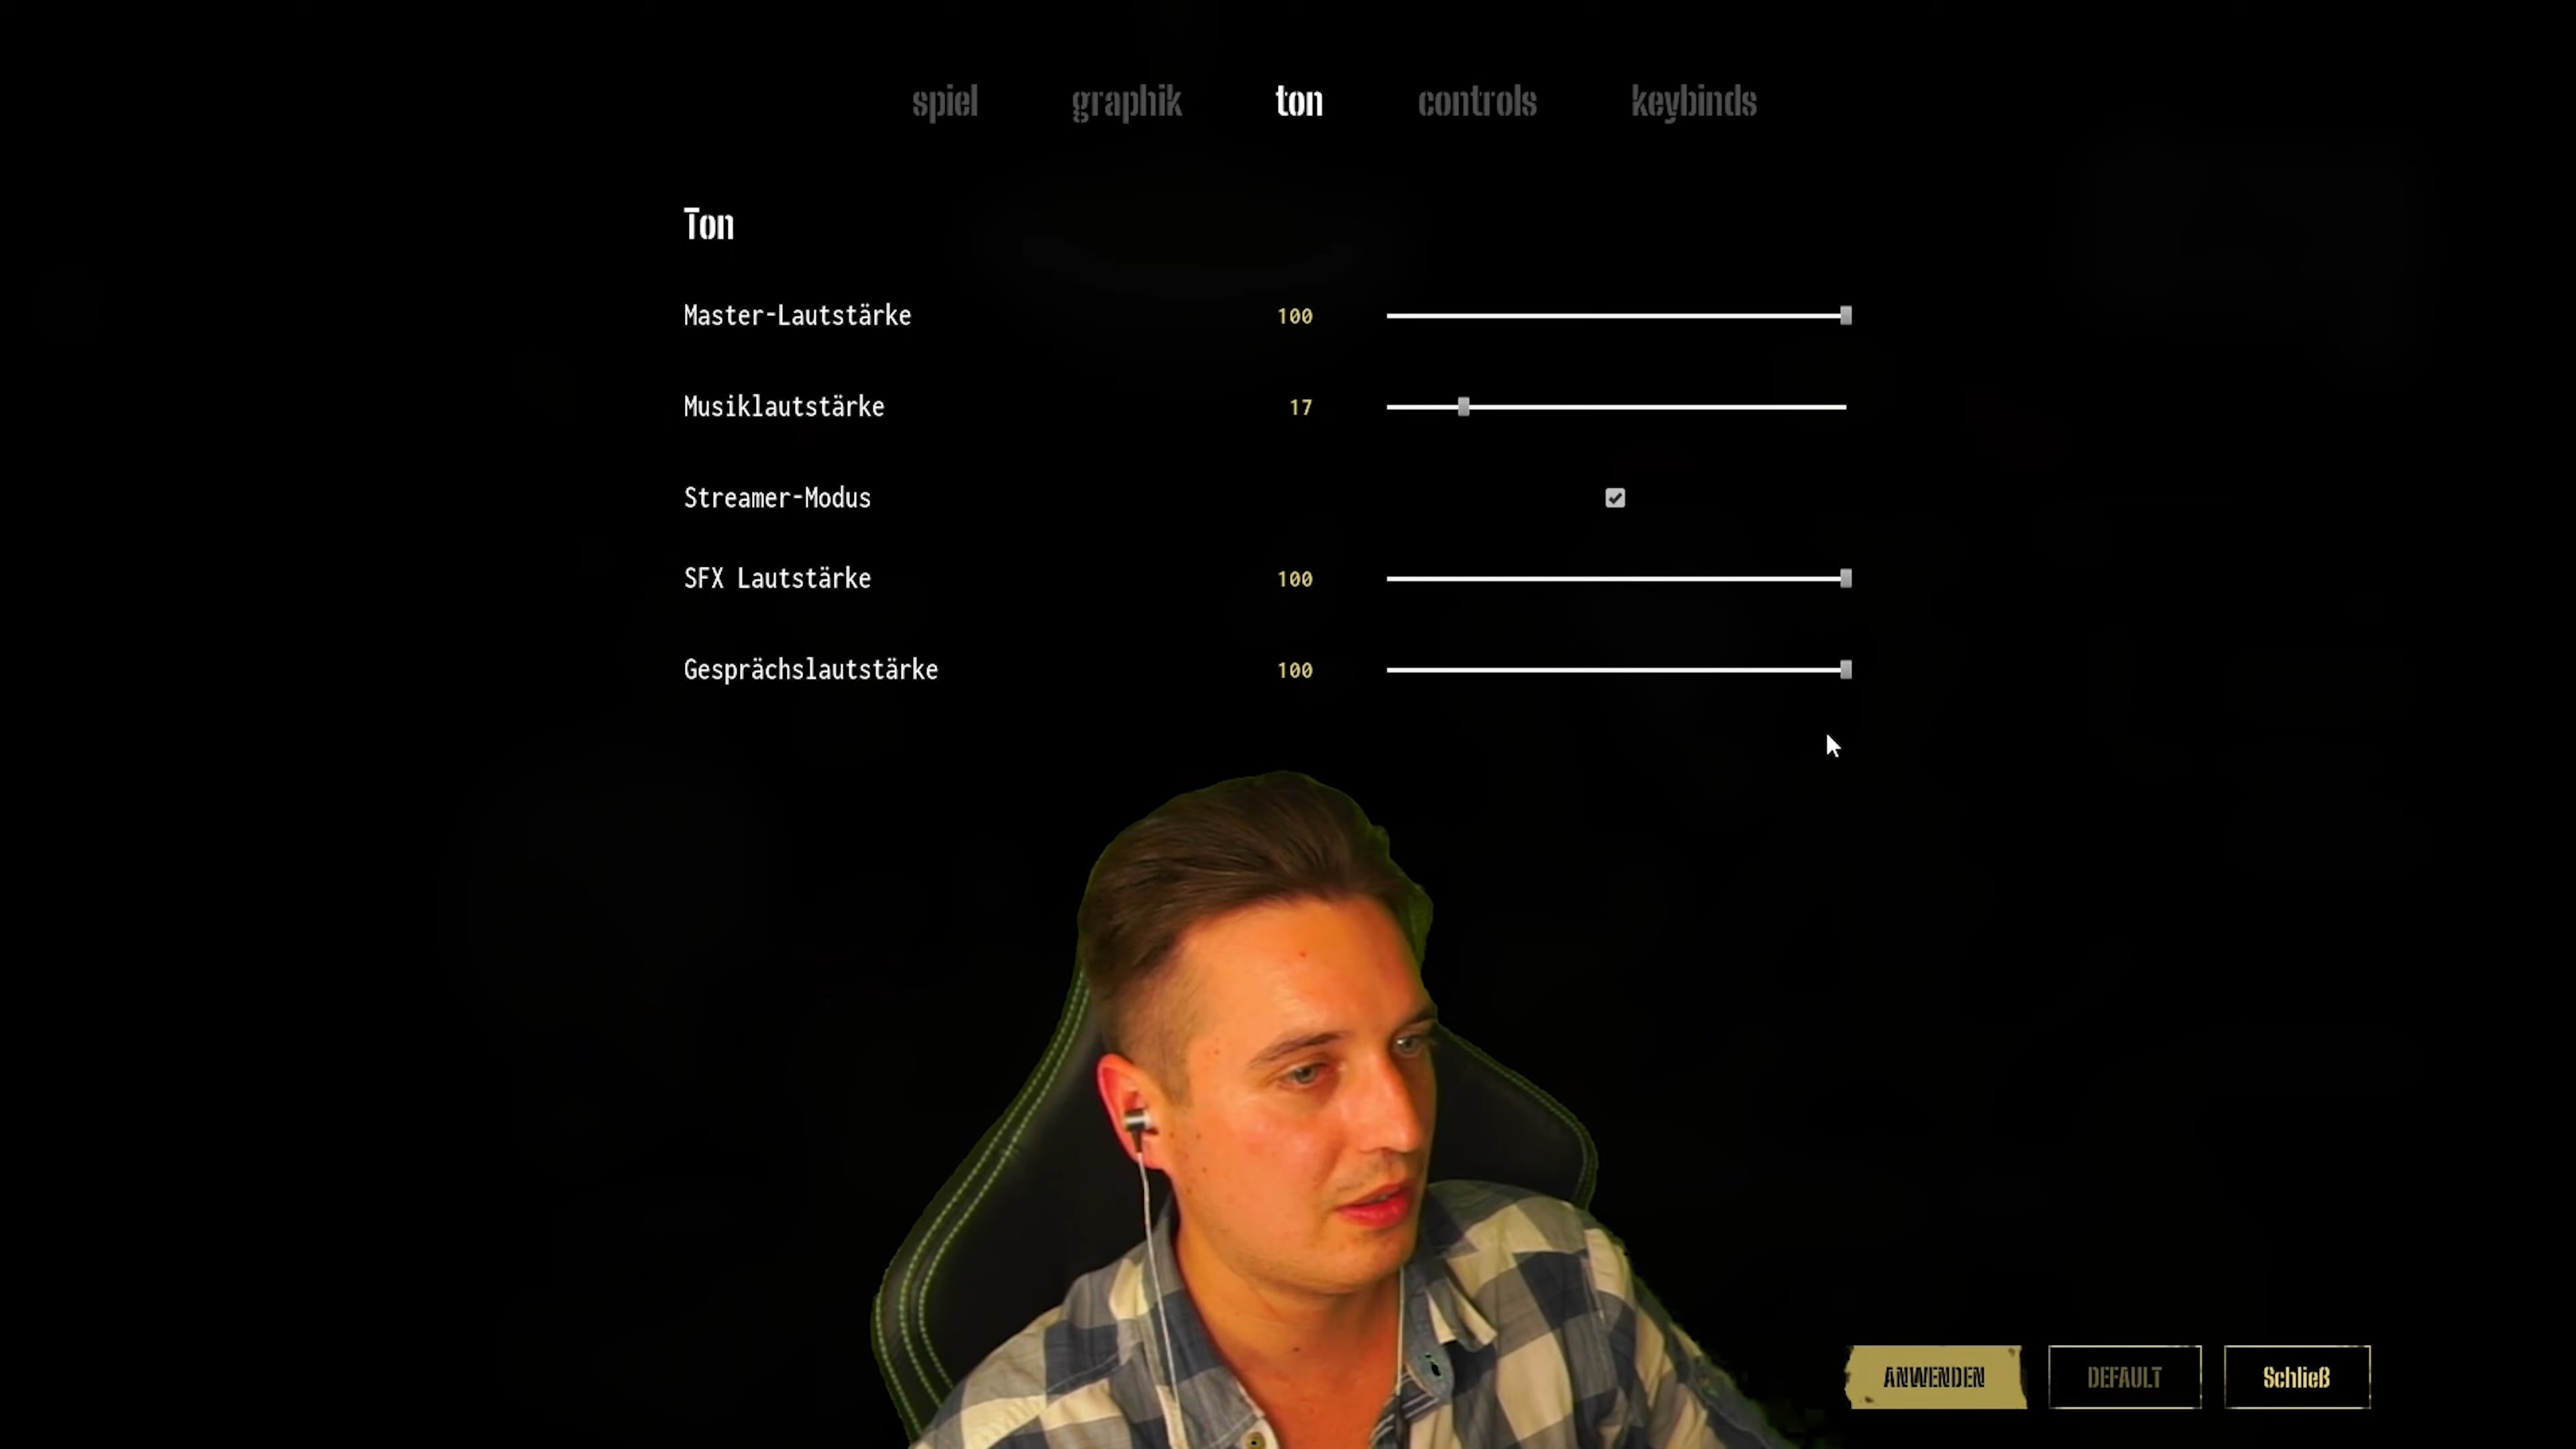 spiel graphik ton controls keybinds
Ton
Master-Lautstärke 100
Musiklautstärke 17
Streamer-Modus
SFX Lautstärke 100
Gesprächslautstärke 100
ANWENDEN DEFAULT Schließ